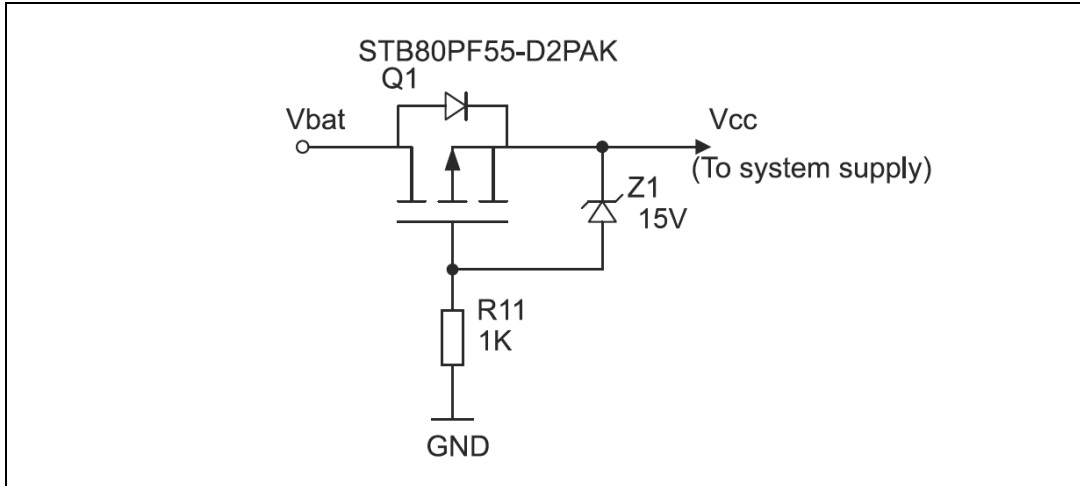 STB80PF55-D2PAK
Q1
Vbat
Vcc
(To system supply)
Z1
15V
R11
1K
GND